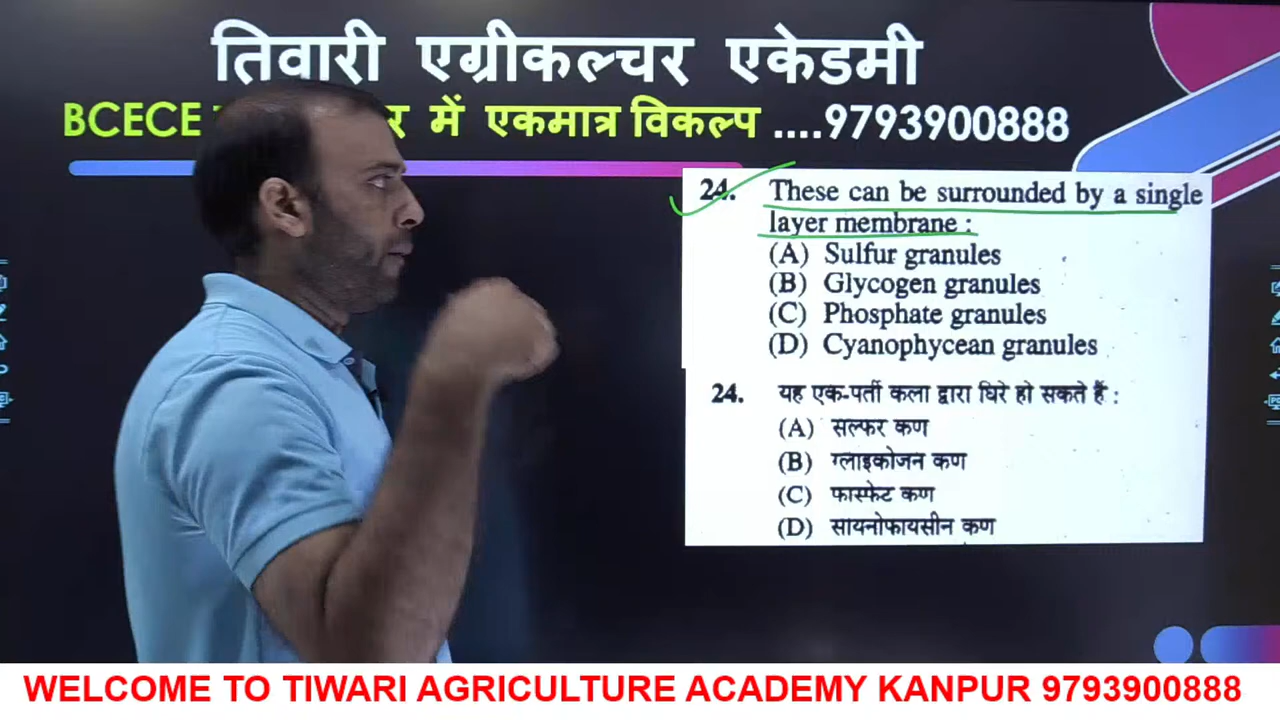 तिवारी एग्रीकल्चर एकेडमी
BCECE में एकमात्र विकल्प ....9793900888
24. These can be surrounded by a single
layer membrane :
(A) Sulfur granules
(B) Glycogen granules
(C) Phosphate granules
(D) Cyanophycean granules
24. यह एक-पर्ती कला द्वारा घिरे हो सकते हैं :
(A) सल्फर कण
(B) ग्लाइकोजन कण
(C) फास्फेट कण
(D) सायनोफायसीन कण
WELCOME TO TIWARI AGRICULTURE ACADEMY KANPUR 9793900888